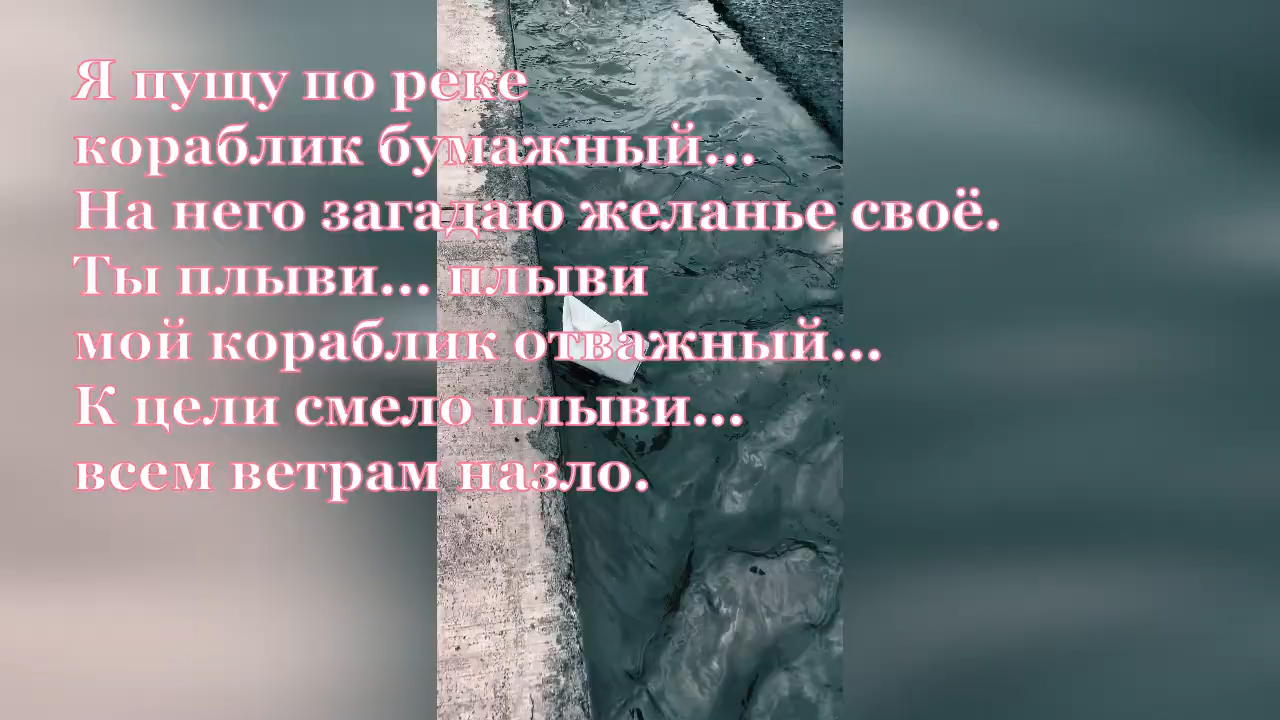 Я пущу по реке
кораблик бумажный...
На него загадаю желанье своё.
Ты плыви... плыви
мой кораблик отважный...
К цели смело плыви...
всем ветрам назло.